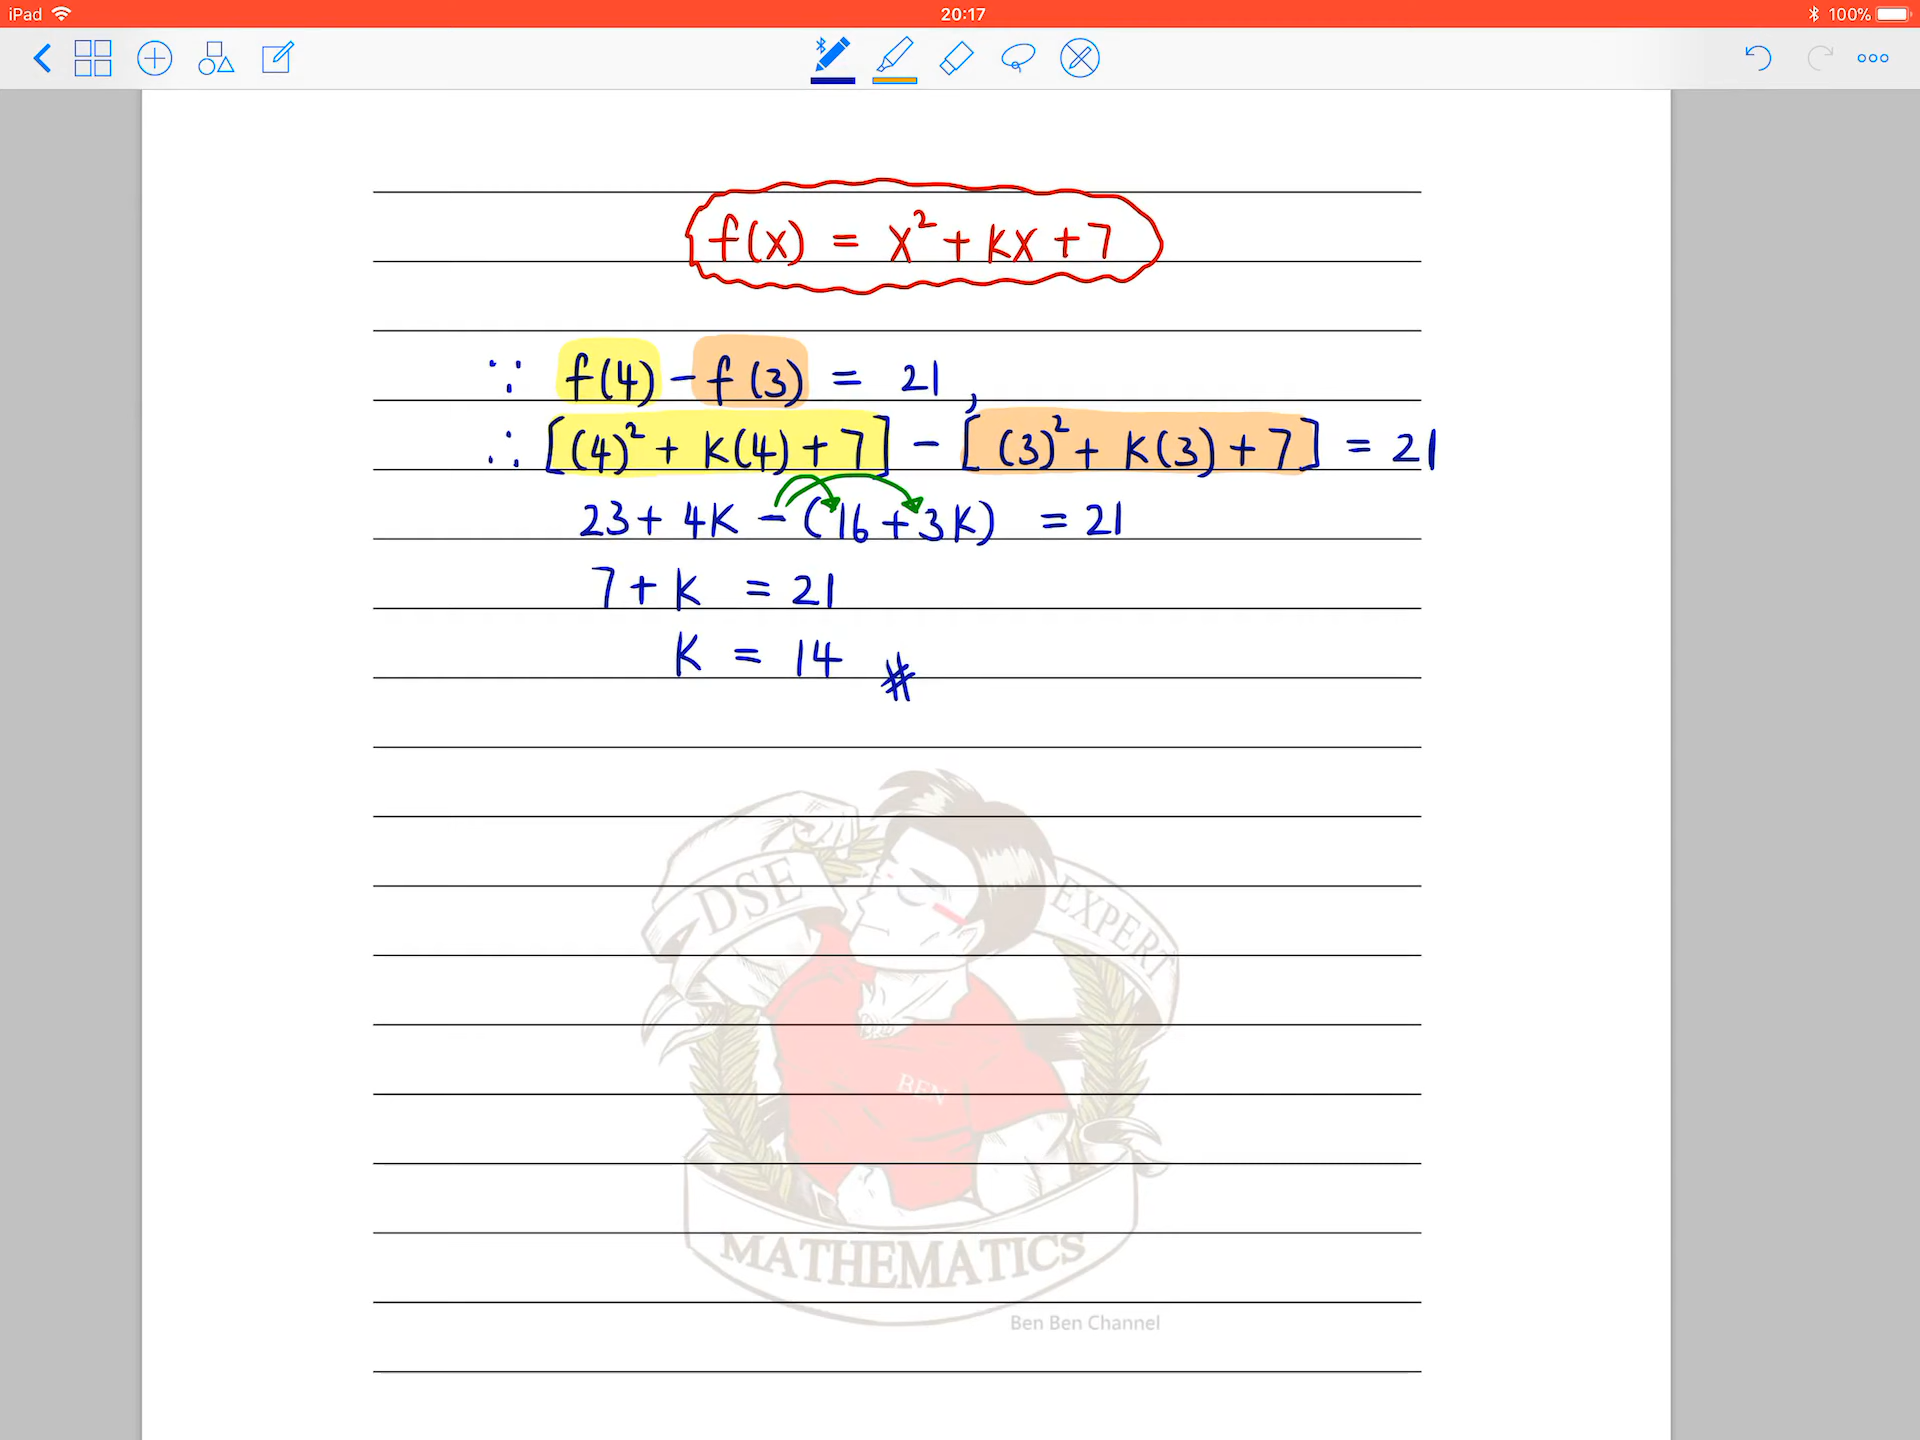 iPad 20:17 100%
f(x) = x² + kx + 7
∵ f(4) - f(3) = 21,
∴ [(4)² + k(4) + 7] - [(3)² + k(3) + 7] = 21
23 + 4k - (16 + 3k) = 21
7 + k = 21
k = 14 #
DSE EXPERT
BEN
MATHEMATICS
Ben Ben Channel